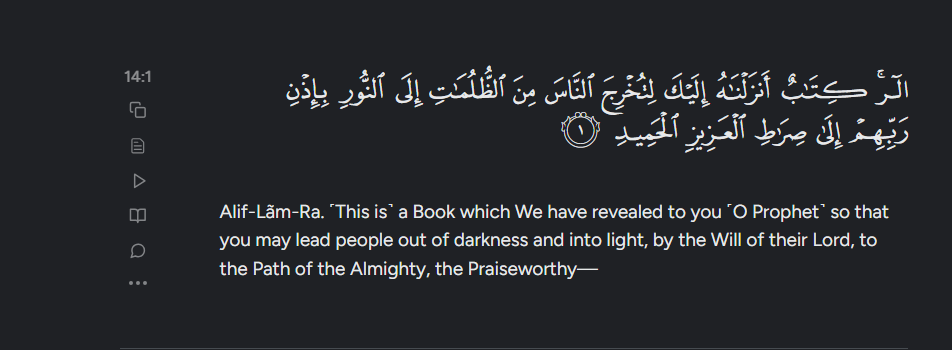 14:1
الٓر ۚ كِتَـٰبٌ أَنزَلْنَـٰهُ إِلَيْكَ لِتُخْرِجَ ٱلنَّاسَ مِنَ ٱلظُّلُمَـٰتِ إِلَى ٱلنُّورِ بِإِذْنِ
رَبِّهِمْ إِلَىٰ صِرَٰطِ ٱلْعَزِيزِ ٱلْحَمِيدِ ١
Alif-Lãm-Ra. ˹This is˺ a Book which We have revealed to you ˹O Prophet˺ so that
you may lead people out of darkness and into light, by the Will of their Lord, to
the Path of the Almighty, the Praiseworthy—